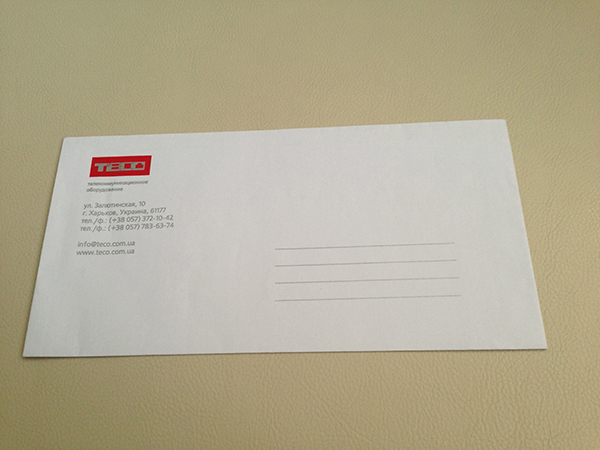 TECO
телекоммуникационное
оборудование
ул. Залютинская, 10
г. Харьков, Украина, 61177
тел./ф.: (+38 057) 372-10-42
тел./ф.: (+38 057) 783-63-74
info@teco.com.ua
www.teco.com.ua